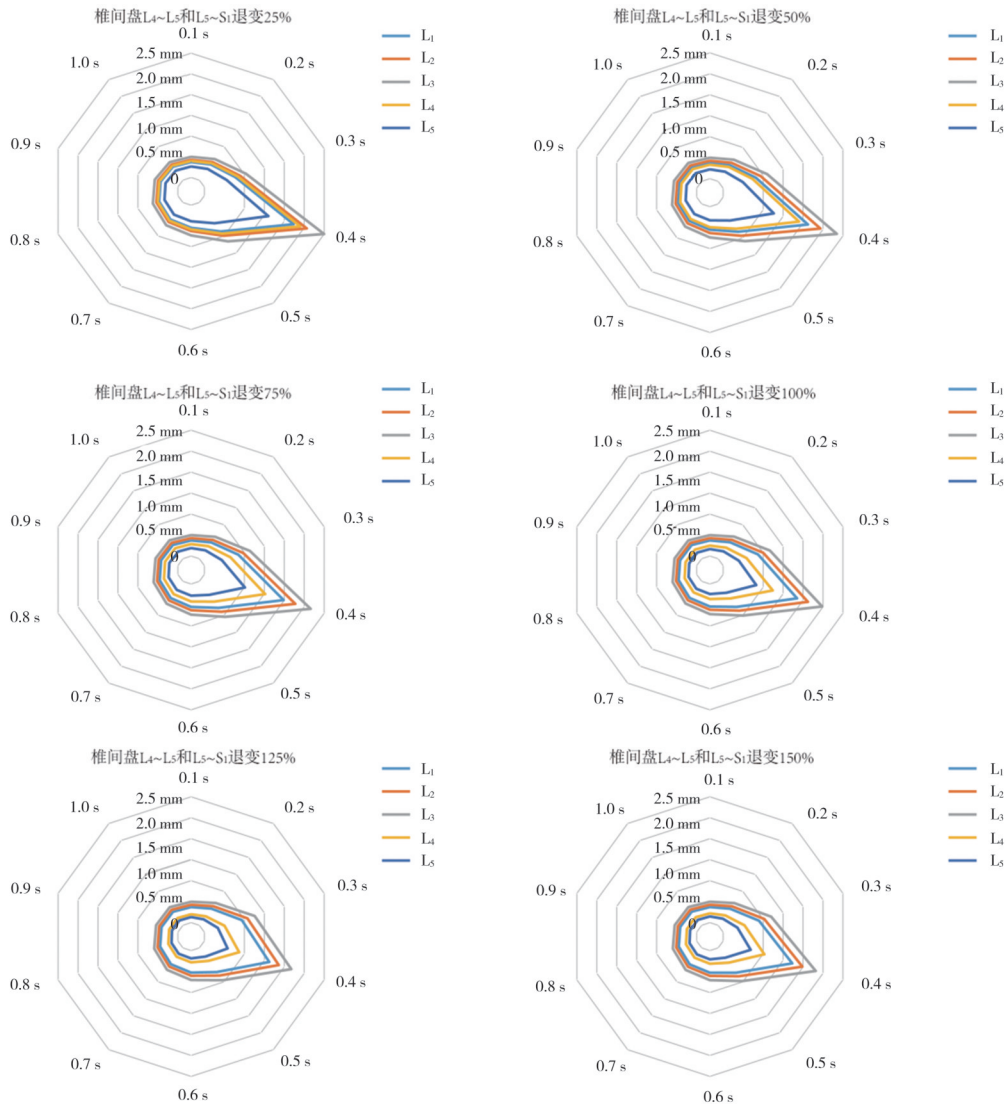 椎间盘L4~L5和L5~S1退变25%
0.1 s
2.5 mm
2.0 mm
1.5 mm
1.0 mm
0.5 mm
0
0.2 s
0.3 s
0.4 s
0.5 s
0.6 s
0.7 s
0.8 s
0.9 s
1.0 s
L1
L2
L3
L4
L5
椎间盘L4~L5和L5~S1退变50%
0.1 s
2.5 mm
2.0 mm
1.5 mm
1.0 mm
0.5 mm
0
0.2 s
0.3 s
0.4 s
0.5 s
0.6 s
0.7 s
0.8 s
0.9 s
1.0 s
L1
L2
L3
L4
L5
椎间盘L4~L5和L5~S1退变75%
0.1 s
2.5 mm
2.0 mm
1.5 mm
1.0 mm
0.5 mm
0
0.2 s
0.3 s
0.4 s
0.5 s
0.6 s
0.7 s
0.8 s
0.9 s
1.0 s
L1
L2
L3
L4
L5
椎间盘L4~L5和L5~S1退变100%
0.1 s
2.5 mm
2.0 mm
1.5 mm
1.0 mm
0.5 mm
0
0.2 s
0.3 s
0.4 s
0.5 s
0.6 s
0.7 s
0.8 s
0.9 s
1.0 s
L1
L2
L3
L4
L5
椎间盘L4~L5和L5~S1退变125%
0.1 s
2.5 mm
2.0 mm
1.5 mm
1.0 mm
0.5 mm
0
0.2 s
0.3 s
0.4 s
0.5 s
0.6 s
0.7 s
0.8 s
0.9 s
1.0 s
L1
L2
L3
L4
L5
椎间盘L4~L5和L5~S1退变150%
0.1 s
2.5 mm
2.0 mm
1.5 mm
1.0 mm
0.5 mm
0
0.2 s
0.3 s
0.4 s
0.5 s
0.6 s
0.7 s
0.8 s
0.9 s
1.0 s
L1
L2
L3
L4
L5